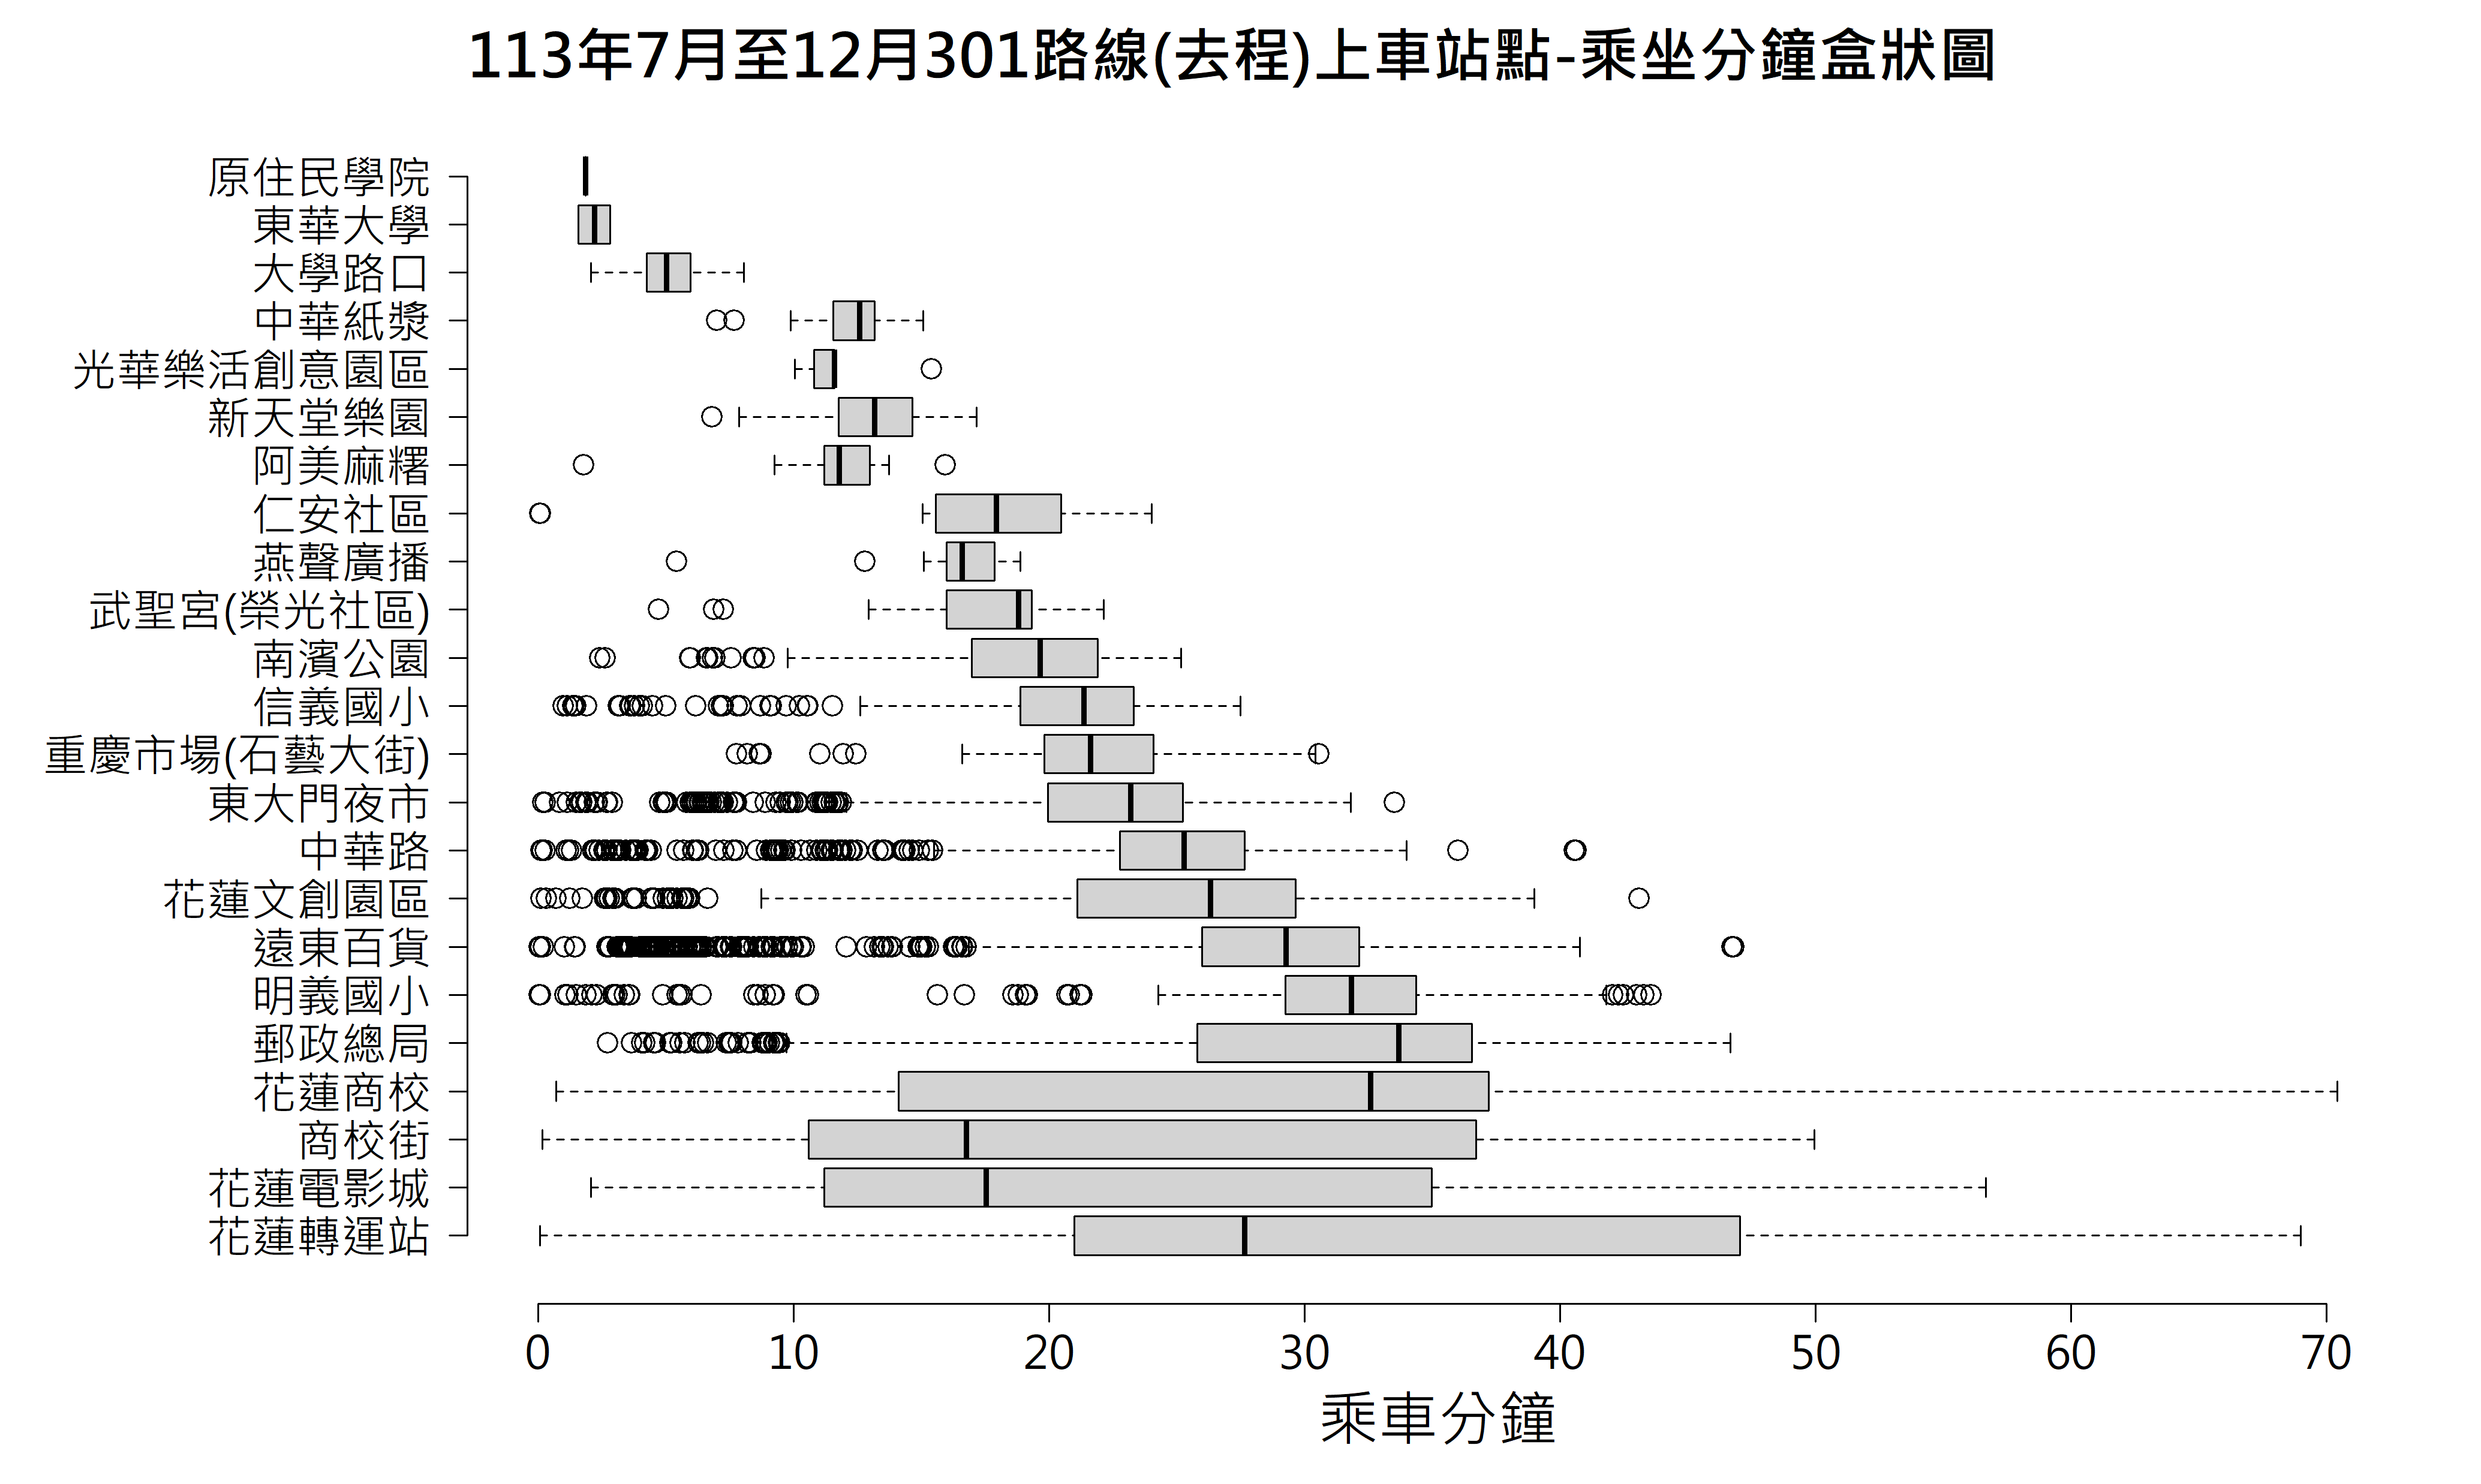 113年7月至12月301路線(去程)上車站點-乘坐分鐘盒狀圖
原住民學院
東華大學
大學路口
中華紙漿
光華樂活創意園區
新天堂樂園
阿美麻糬
仁安社區
燕聲廣播
武聖宮(榮光社區)
南濱公園
信義國小
重慶市場(石藝大街)
東大門夜市
中華路
花蓮文創園區
遠東百貨
明義國小
郵政總局
花蓮商校
商校街
花蓮電影城
花蓮轉運站
0 10 20 30 40 50 60 70
乘車分鐘